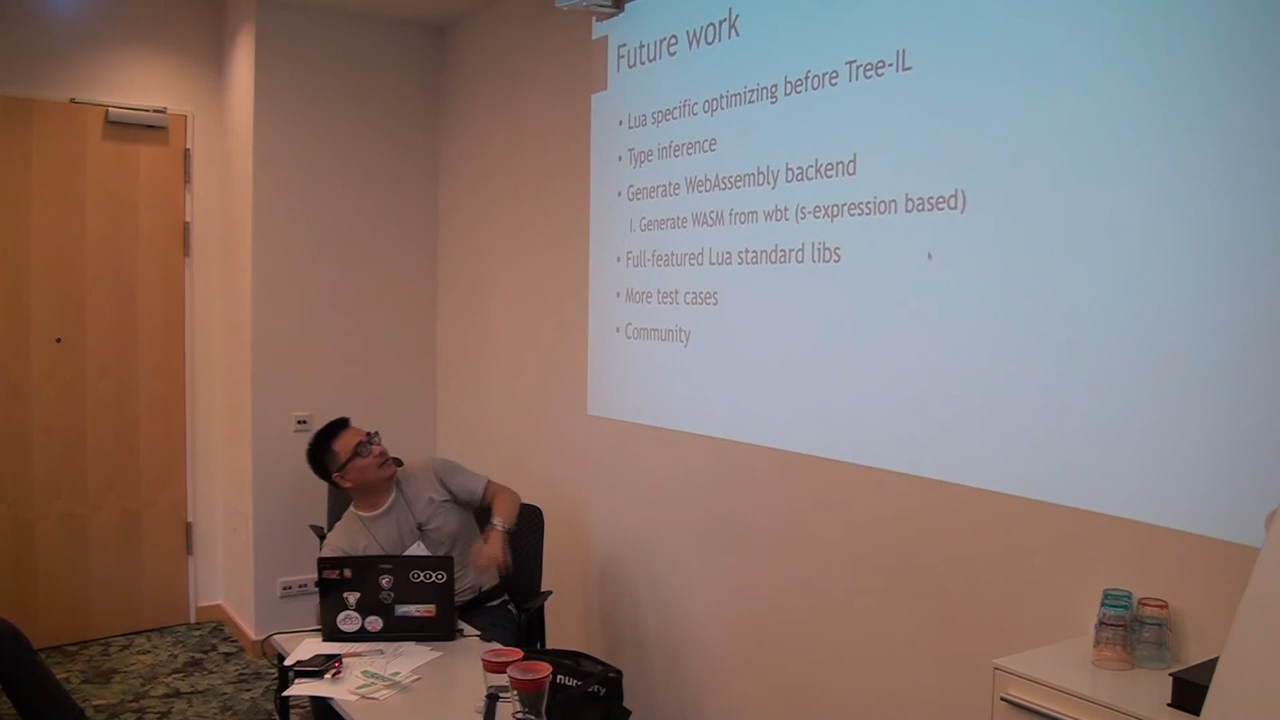 Future work
• Lua specific optimizing before Tree-IL
• Type inference
• Generate WebAssembly backend
I. Generate WASM from wbt (s-expression based)
• Full-featured Lua standard libs
• More test cases
• Community
nursery